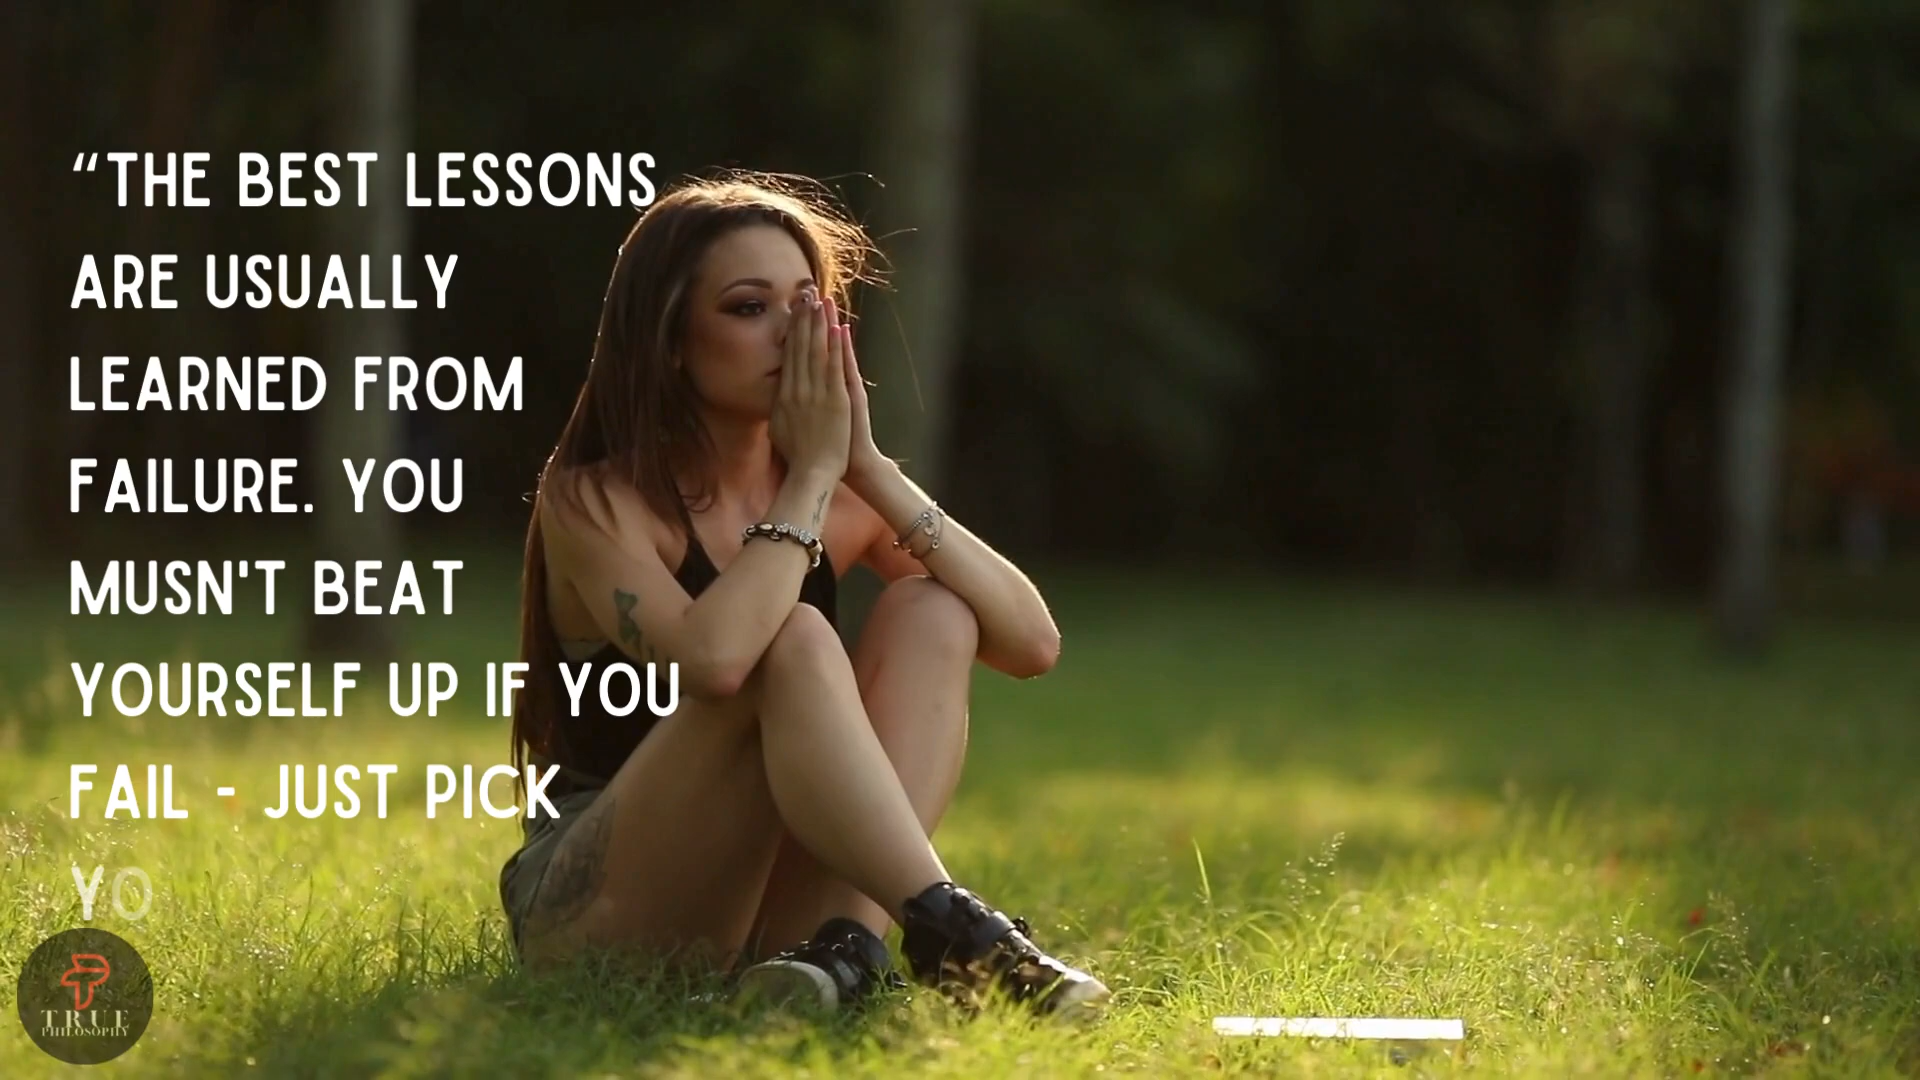 “THE BEST LESSONS
ARE USUALLY
LEARNED FROM
FAILURE. YOU
MUSN'T BEAT
YOURSELF UP IF YOU
FAIL - JUST PICK
YO
TRUE
PHILOSOPHY